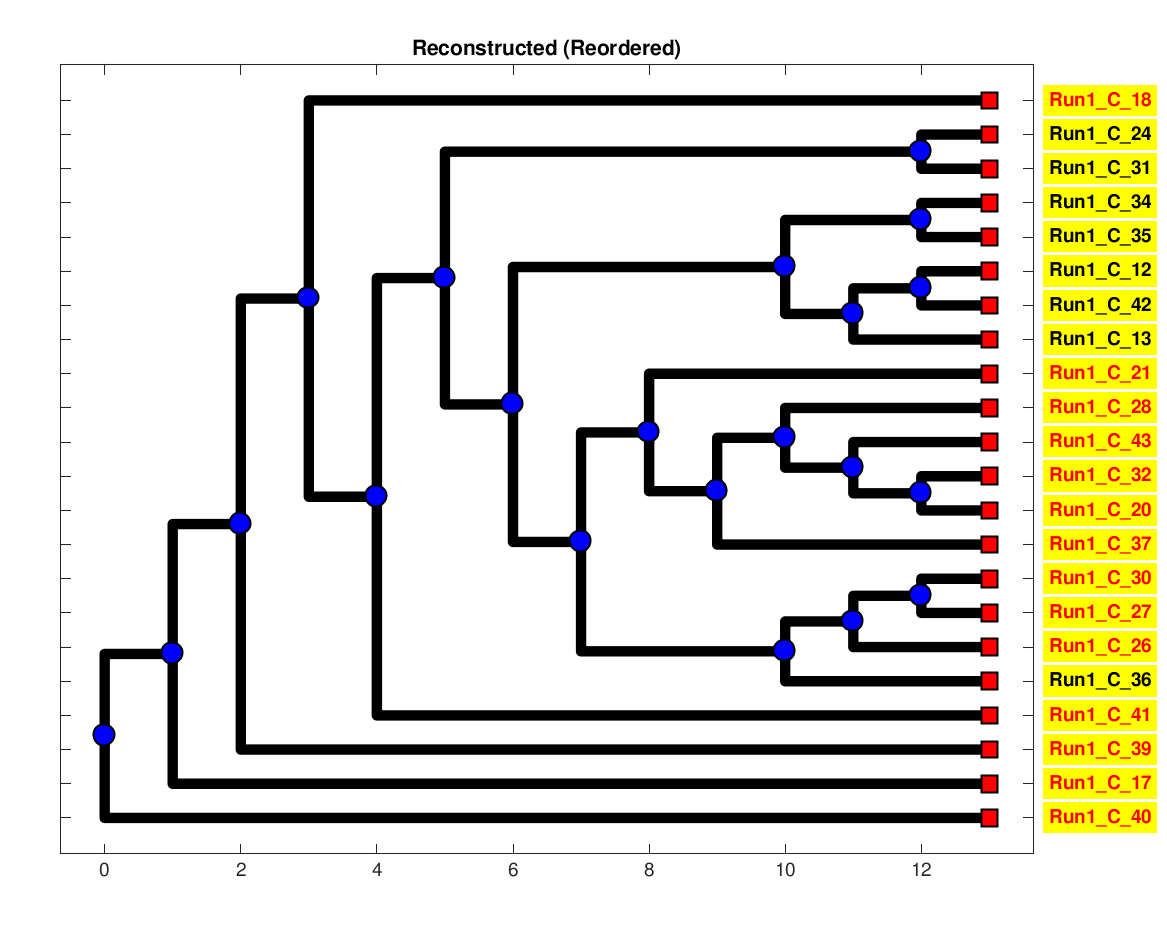 Reconstructed (Reordered)
Run1_C_18
Run1_C_24
Run1_C_31
Run1_C_34
Run1_C_35
Run1_C_12
Run1_C_42
Run1_C_13
Run1_C_21
Run1_C_28
Run1_C_43
Run1_C_32
Run1_C_20
Run1_C_37
Run1_C_30
Run1_C_27
Run1_C_26
Run1_C_36
Run1_C_41
Run1_C_39
Run1_C_17
Run1_C_40
0 2 4 6 8 10 12